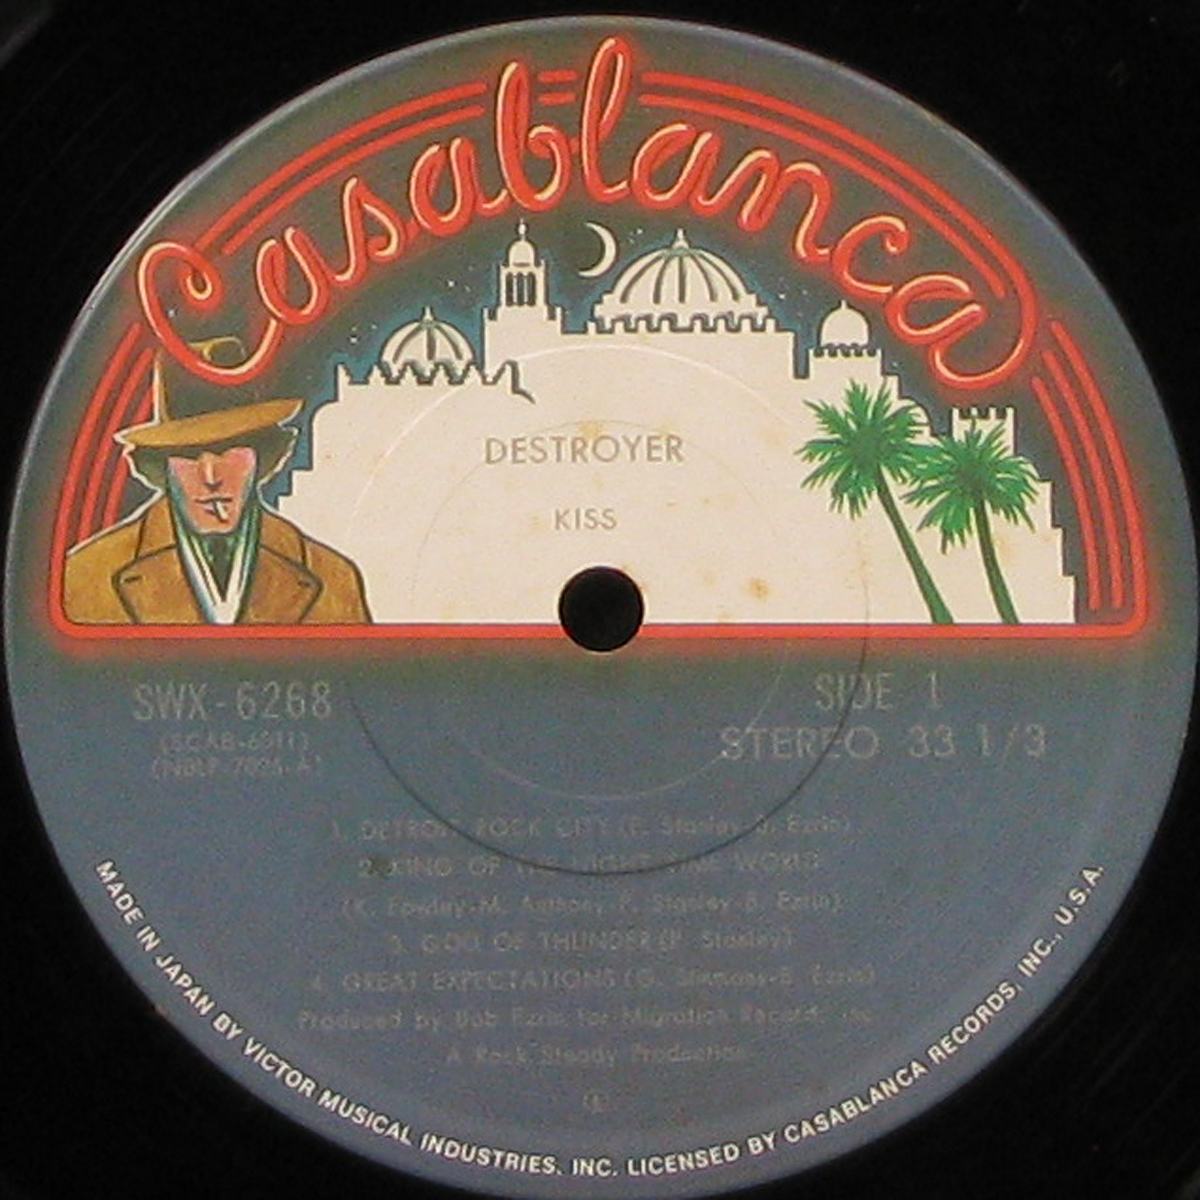 Casablanca
DESTROYER
KISS
SWX-6268
SIDE 1
(SCAB-6011)
STEREO 33 1/3
(NBLP-7025-A)
1. DETROIT ROCK CITY (P. Stanley-B. Ezrin)
2. KING OF THE NIGHT TIME WORLD
(K. Fowley-M. Anthony-P. Stanley-B. Ezrin)
3. GOD OF THUNDER (P. Stanley)
4. GREAT EXPECTATIONS (G. Simmons-B. Ezrin)
Produced by Bob Ezrin for Migration Records Inc.
A Rock Steady Production
MADE IN JAPAN BY VICTOR MUSICAL INDUSTRIES, INC. LICENSED BY CASABLANCA RECORDS, INC., U.S.A.